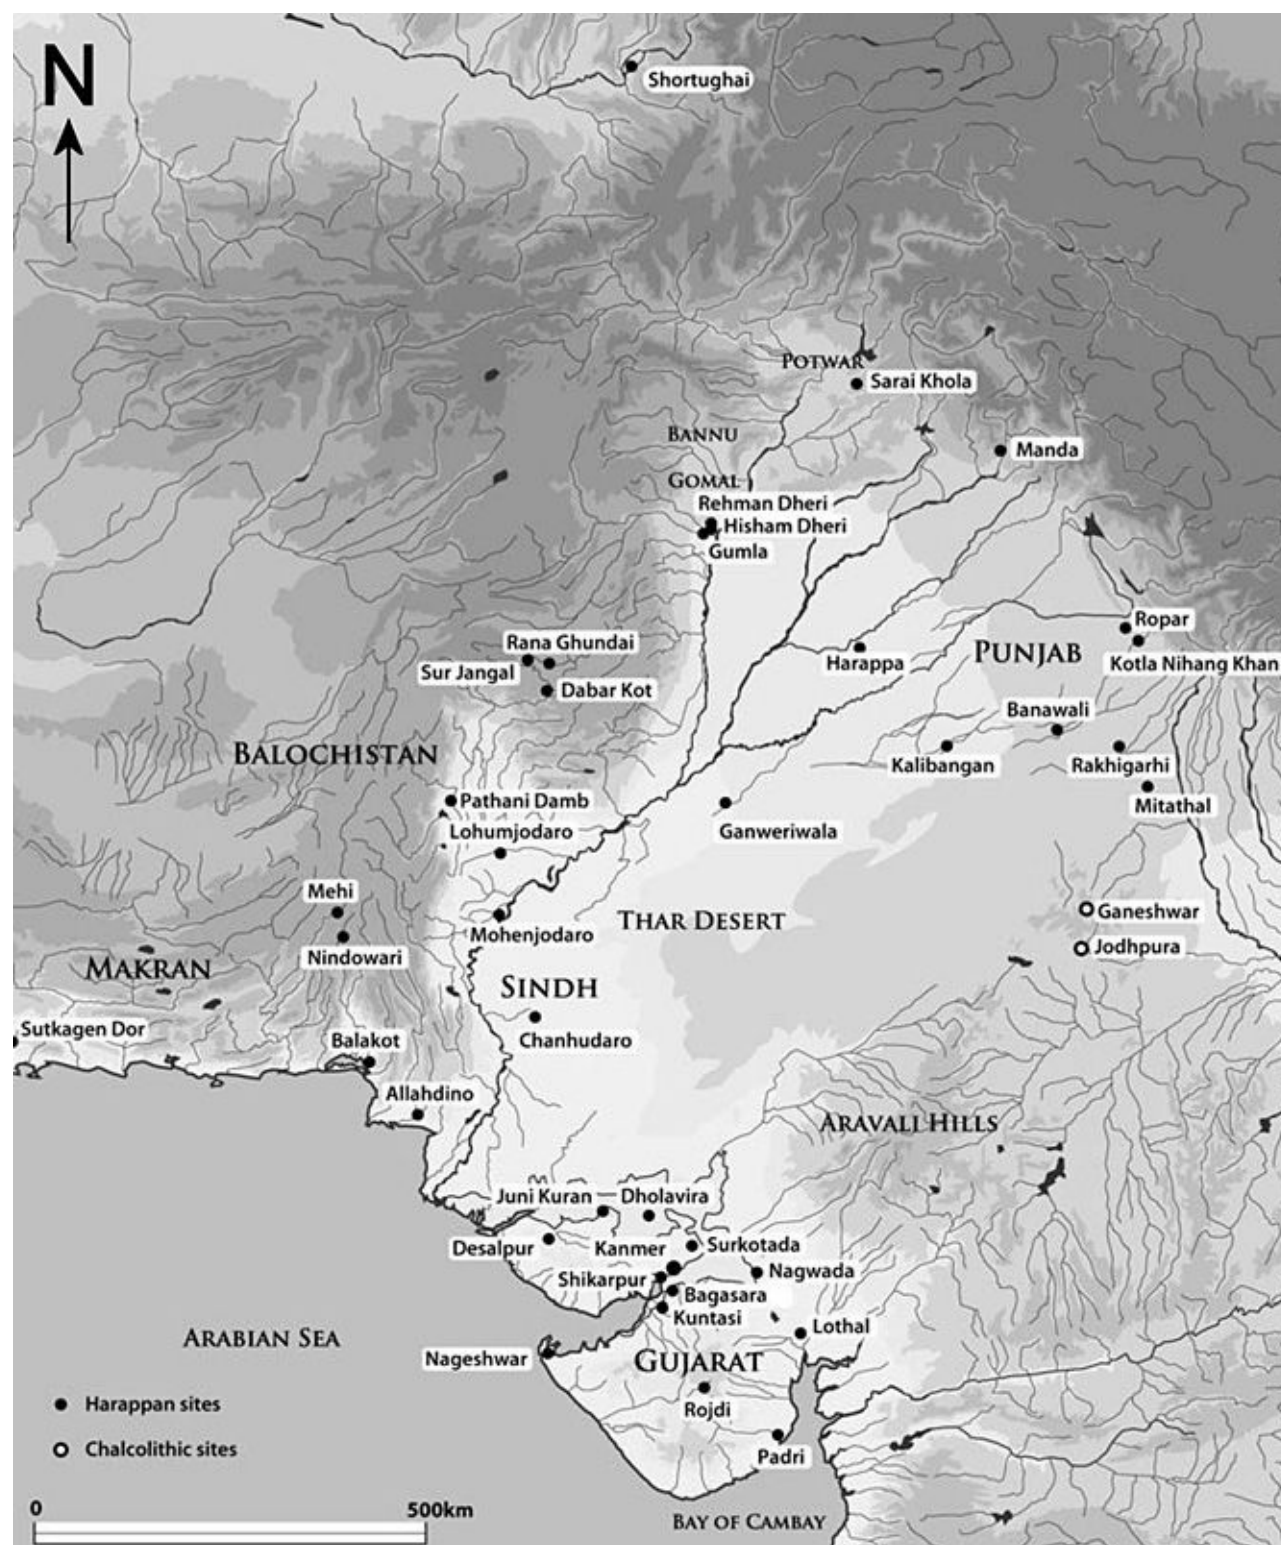 N
Shortughai
POTWAR
Sarai Khola
BANNU
Manda
GOMAL
Rehman Dheri
Hisham Dheri
Gumla
Ropar
Rana Ghundai
PUNJAB
Harappa
Kotla Nihang Khan
Sur Jangal
Dabar Kot
Banawali
BALOCHISTAN
Kalibangan
Rakhigarhi
Pathani Damb
Mitathal
Lohumjodaro
Ganweriwala
Mehi
Ganeshwar
THAR DESERT
Mohenjodaro
Jodhpura
Nindowari
MAKRAN
SINDH
Sutkagen Dor
Balakot
Chanhudaro
Allahdino
ARAVALI HILLS
Juni Kuran
Dholavira
Desalpur
Kanmer
Surkotada
Shikarpur
Nagwada
Bagasara
Kuntasi
Lothal
ARABIAN SEA
Nageshwar
GUJARAT
Harappan sites
Rojdi
Chalcolithic sites
Padri
0
500km
BAY OF CAMBAY